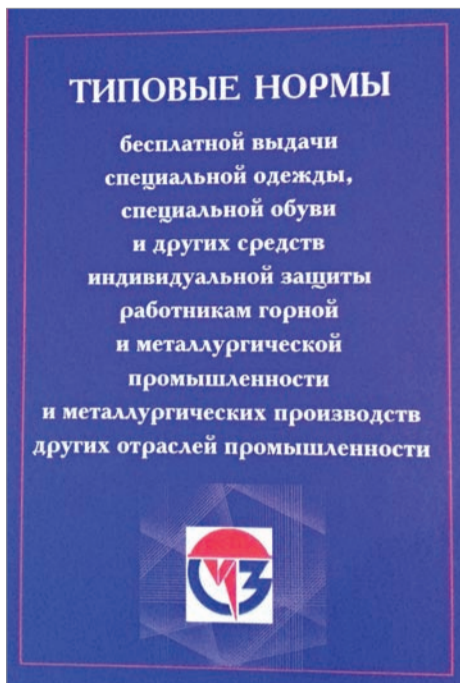 ТИПОВЫЕ НОРМЫ
бесплатной выдачи
специальной одежды,
специальной обуви
и других средств
индивидуальной защиты
работникам горной
и металлургической
промышленности
и металлургических производств
других отраслей промышленности
СИЗ